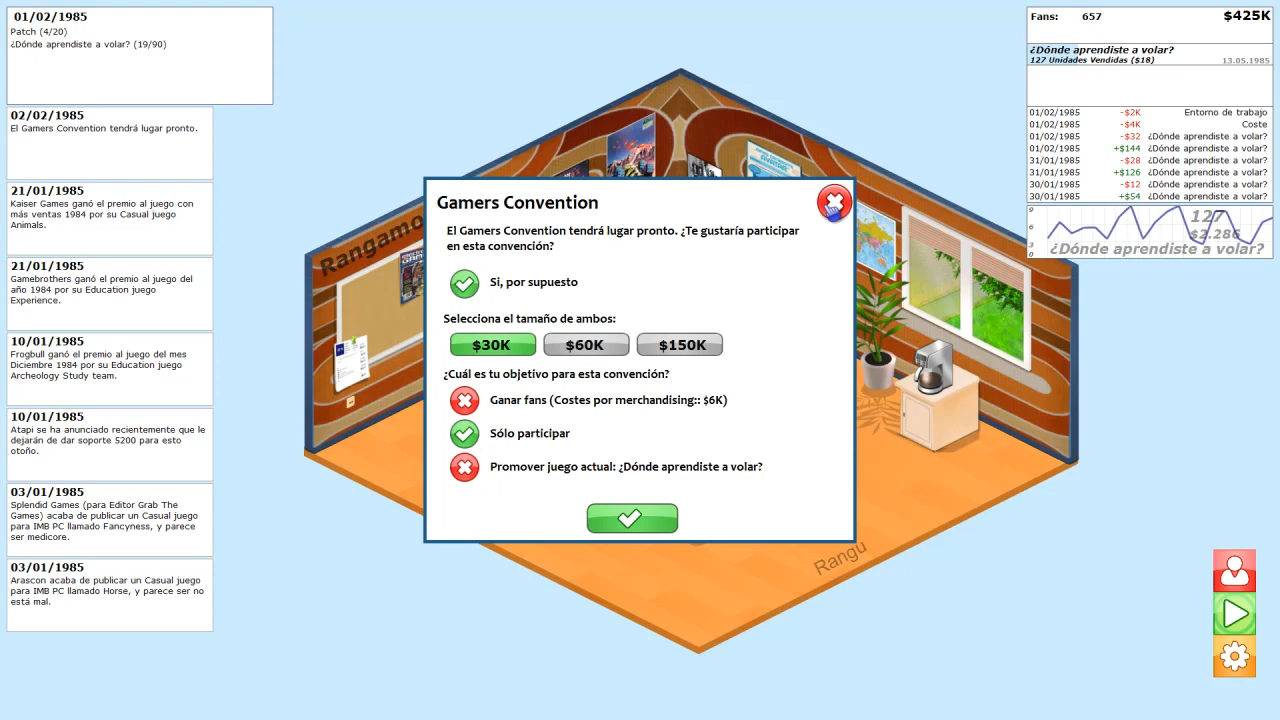 01/02/1985
Patch (4/20)
¿Dónde aprendiste a volar? (19/90)
02/02/1985
El Gamers Convention tendrá lugar pronto.
21/01/1985
Kaiser Games ganó el premio al juego con
más ventas 1984 por su Casual juego
Animals.
21/01/1985
Gamebrothers ganó el premio al juego del
año 1984 por su Education juego
Experience.
10/01/1985
Frogbull ganó el premio al juego del mes
Diciembre 1984 por su Education juego
Archeology Study team.
10/01/1985
Atapi se ha anunciado recientemente que le
dejarán de dar soporte 5200 para esto
otoño.
03/01/1985
Splendid Games (para Editor Grab The
Games) acaba de publicar un Casual juego
para IMB PC llamado Fancyness, y parece
ser medicore.
03/01/1985
Arascon acaba de publicar un Casual juego
para IMB PC llamado Horse, y parece ser no
está mal.
Rangamo
Gamers Convention
El Gamers Convention tendrá lugar pronto. ¿Te gustaría participar
en esta convención?
Si, por supuesto
Selecciona el tamaño de ambos:
$30K $60K $150K
¿Cuál es tu objetivo para esta convención?
Ganar fans (Costes por merchandising:: $6K)
Sólo participar
Promover juego actual: ¿Dónde aprendiste a volar?
Rangu
Fans: 657 $425K
¿Dónde aprendiste a volar?
127 Unidades Vendidas ($18) 13.05.1985
01/02/1985 -$2K Entorno de trabajo
01/02/1985 -$4K Coste
01/02/1985 -$32 ¿Dónde aprendiste a volar?
01/02/1985 +$144 ¿Dónde aprendiste a volar?
31/01/1985 -$28 ¿Dónde aprendiste a volar?
31/01/1985 +$126 ¿Dónde aprendiste a volar?
30/01/1985 -$12 ¿Dónde aprendiste a volar?
30/01/1985 +$54 ¿Dónde aprendiste a volar?
9
6
3
0
127
$2.286
¿Dónde aprendiste a volar?